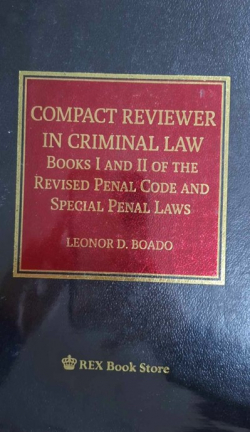 COMPACT REVIEWER
IN CRIMINAL LAW
BOOKS I AND II OF THE
REVISED PENAL CODE AND
SPECIAL PENAL LAWS
LEONOR D. BOADO
REX Book Store